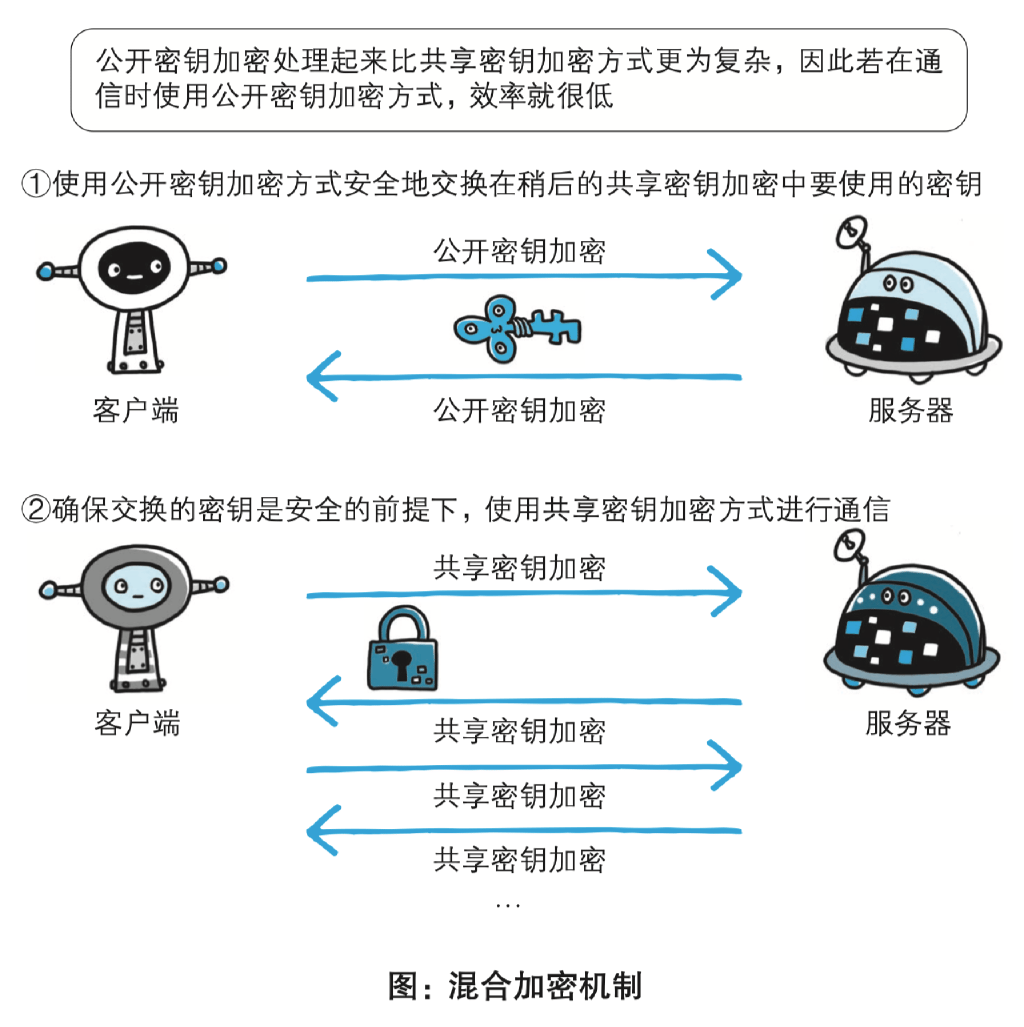 公开密钥加密处理起来比共享密钥加密方式更为复杂，因此若在通
信时使用公开密钥加密方式，效率就很低
①使用公开密钥加密方式安全地交换在稍后的共享密钥加密中要使用的密钥
公开密钥加密
公开密钥加密
客户端
服务器
②确保交换的密钥是安全的前提下，使用共享密钥加密方式进行通信
共享密钥加密
客户端
服务器
共享密钥加密
共享密钥加密
共享密钥加密
…
图：混合加密机制